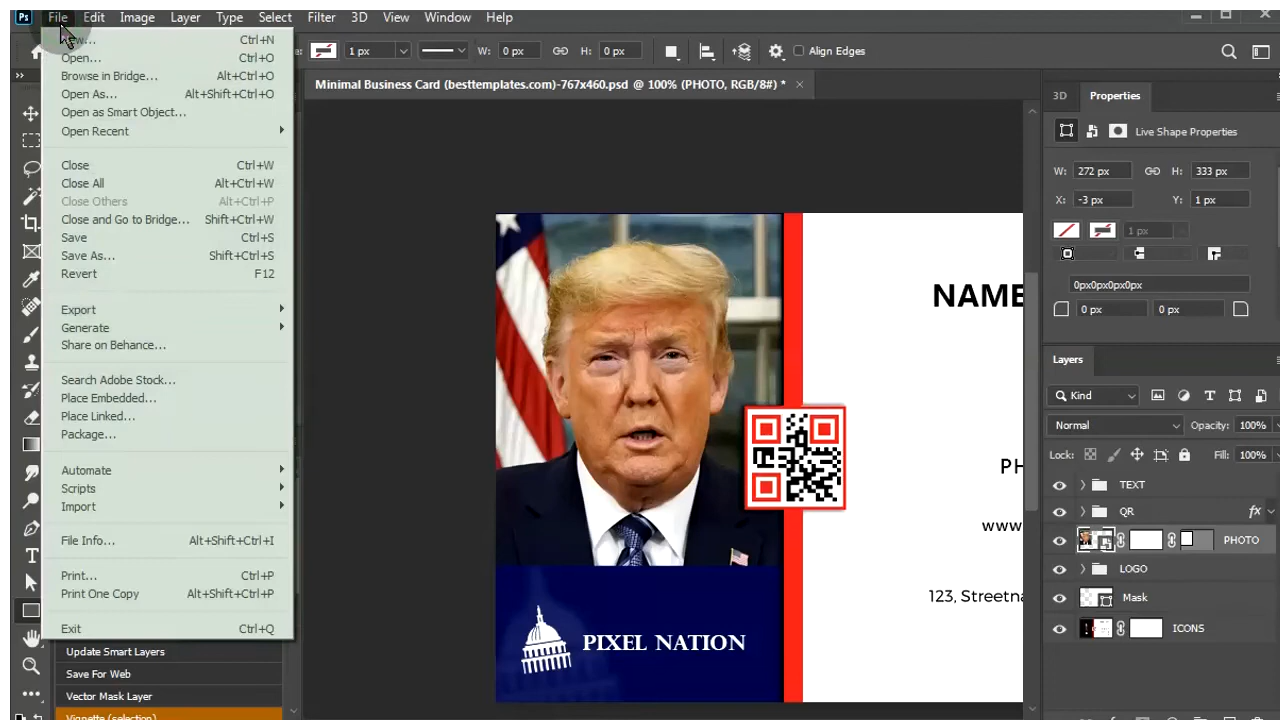 Ps File Edit Image Layer Type Select Filter 3D View Window Help
1 px W: 0 px H: 0 px Align Edges
Ctrl+N
Open... Ctrl+O
Browse in Bridge... Alt+Ctrl+O
Open As... Alt+Shift+Ctrl+O
Open as Smart Object...
Open Recent
Close Ctrl+W
Close All Alt+Ctrl+W
Close Others Alt+Ctrl+P
Close and Go to Bridge... Shift+Ctrl+W
Save Ctrl+S
Save As... Shift+Ctrl+S
Revert F12
Export
Generate
Share on Behance...
Search Adobe Stock...
Place Embedded...
Place Linked...
Package...
Automate
Scripts
Import
File Info... Alt+Shift+Ctrl+I
Print... Ctrl+P
Print One Copy Alt+Shift+Ctrl+P
Exit Ctrl+Q
Update Smart Layers
Save For Web
Vector Mask Layer
Vignette (selection)
Minimal Business Card (besttemplates.com)-767x460.psd @ 100% (PHOTO, RGB/8#) *
NAME
PH
www
123, Streetna
PIXEL NATION
3D Properties
Live Shape Properties
W: 272 px H: 333 px
X: -3 px Y: 1 px
1 px
0px0px0px0px
0 px 0 px
Layers
Kind
Normal Opacity: 100%
Lock: Fill: 100%
TEXT
QR fx
PHOTO
LOGO
Mask
ICONS